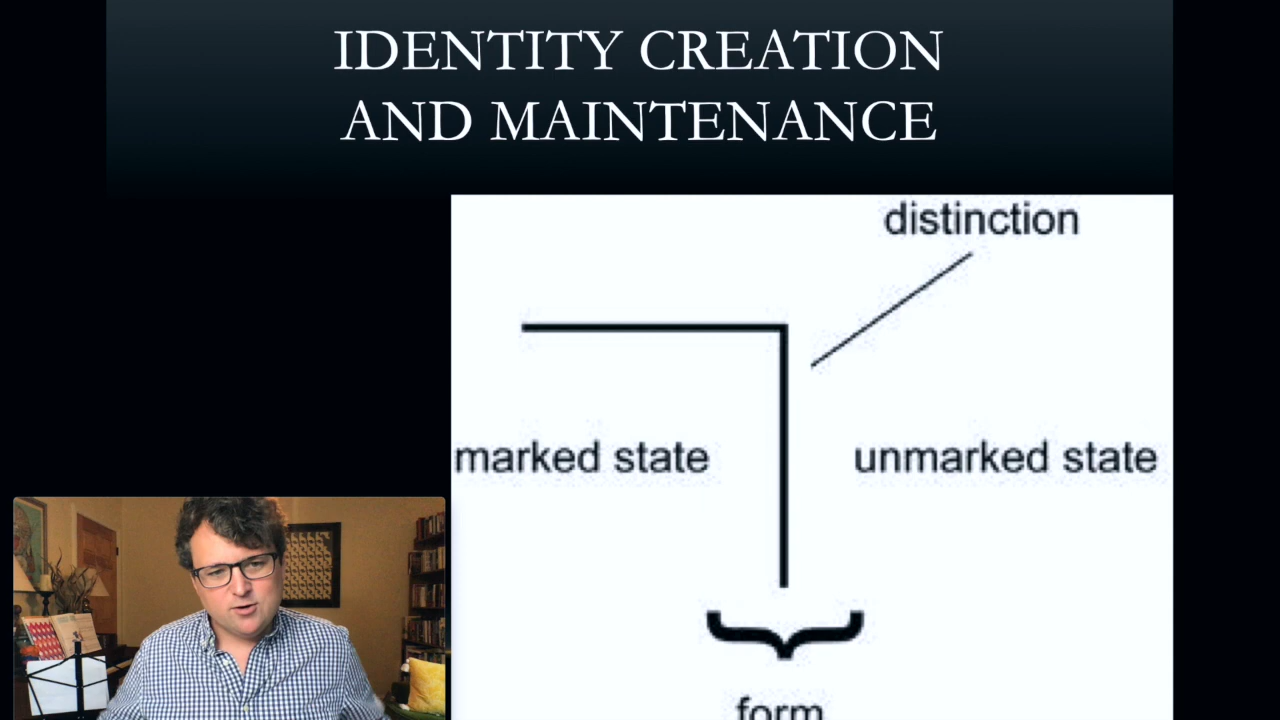 IDENTITY CREATION
AND MAINTENANCE
distinction
marked state
unmarked state
form